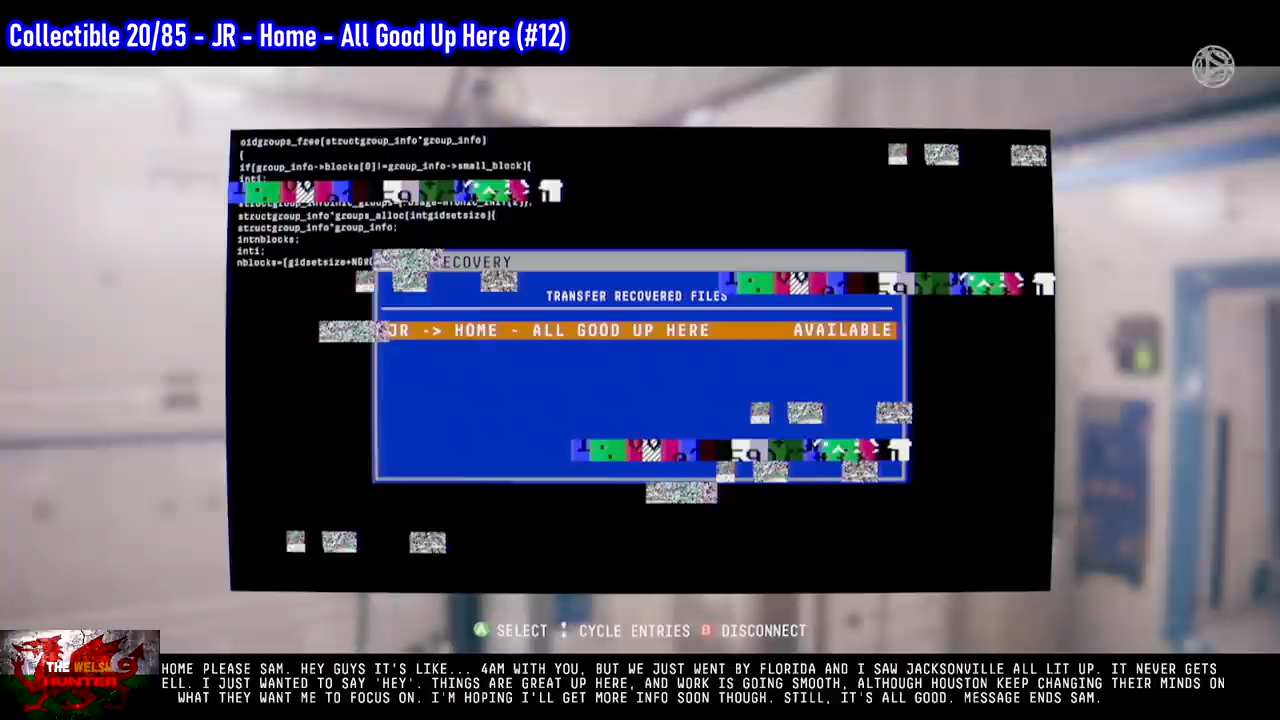 Collectible 20/85 - JR - Home - All Good Up Here (#12)
oidgroups_free(structgroup_info*group_info)
{
if(group_info->blocks[0]!=group_info->small_block){
inti;
structgroup_info*groups_alloc(intgidsetsize){
structgroup_info*group_info;
intnblocks;
inti;
nblocks=(gidsetsize+NGR
ECOVERY
TRANSFER RECOVERED FILES
JR -> HOME - ALL GOOD UP HERE AVAILABLE
A SELECT CYCLE ENTRIES B DISCONNECT
THE WELSH HUNTER
HOME PLEASE SAM. HEY GUYS IT'S LIKE... 4AM WITH YOU, BUT WE JUST WENT BY FLORIDA AND I SAW JACKSONVILLE ALL LIT UP. IT NEVER GETS
ELL. I JUST WANTED TO SAY 'HEY'. THINGS ARE GREAT UP HERE, AND WORK IS GOING SMOOTH, ALTHOUGH HOUSTON KEEP CHANGING THEIR MINDS ON
WHAT THEY WANT ME TO FOCUS ON. I'M HOPING I'LL GET MORE INFO SOON THOUGH. STILL, IT'S ALL GOOD. MESSAGE ENDS SAM.